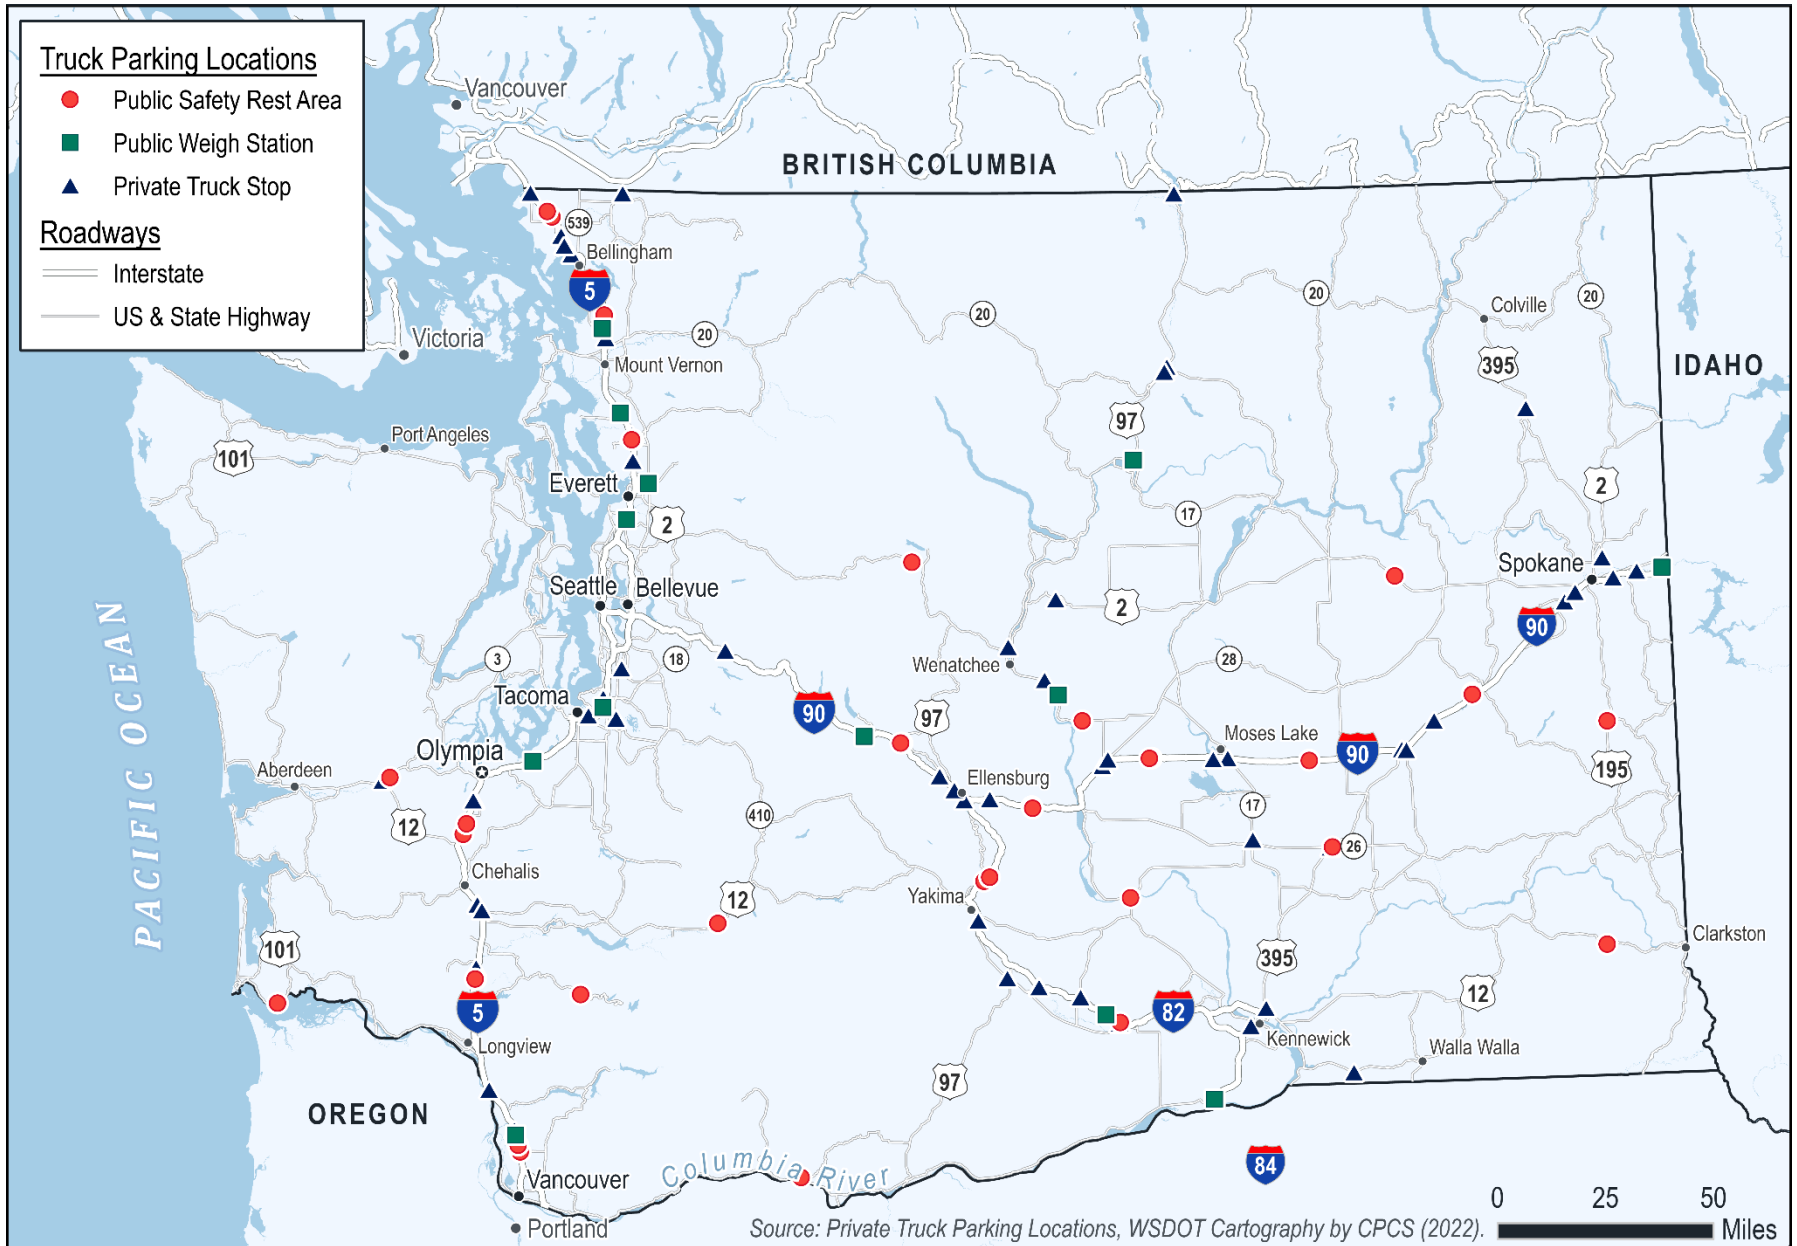 Truck Parking Locations
Public Safety Rest Area
Public Weigh Station
Private Truck Stop
Roadways
Interstate
US & State Highway
Vancouver
BRITISH COLUMBIA
539
Bellingham
5
Victoria
20
Mount Vernon
20
20
20
Colville
395
IDAHO
97
Port Angeles
101
Everett
2
2
17
Spokane
Seattle
Bellevue
2
90
PACIFIC OCEAN
3
18
Wenatchee
28
Tacoma
90
97
Moses Lake
90
Olympia
195
Aberdeen
Ellensburg
12
410
17
26
Chehalis
Yakima
12
101
395
Clarkston
5
82
12
Longview
Kennewick
Walla Walla
97
OREGON
Columbia River
84
Vancouver
Portland
0 25 50
Miles
Source: Private Truck Parking Locations, WSDOT Cartography by CPCS (2022).